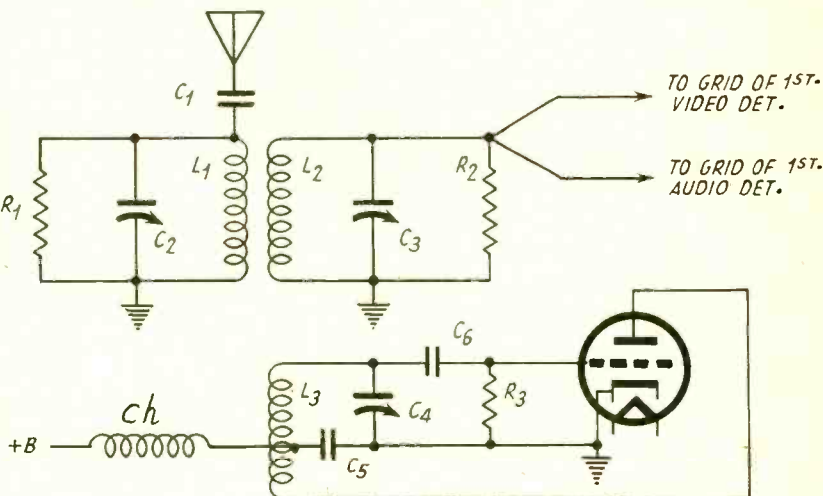 C1
TO GRID OF 1ST.
VIDEO DET.
R1
C2
L1
L2
C3
R2
TO GRID OF 1ST.
AUDIO DET.
C6
L3
C4
R3
Ch
+B
C5